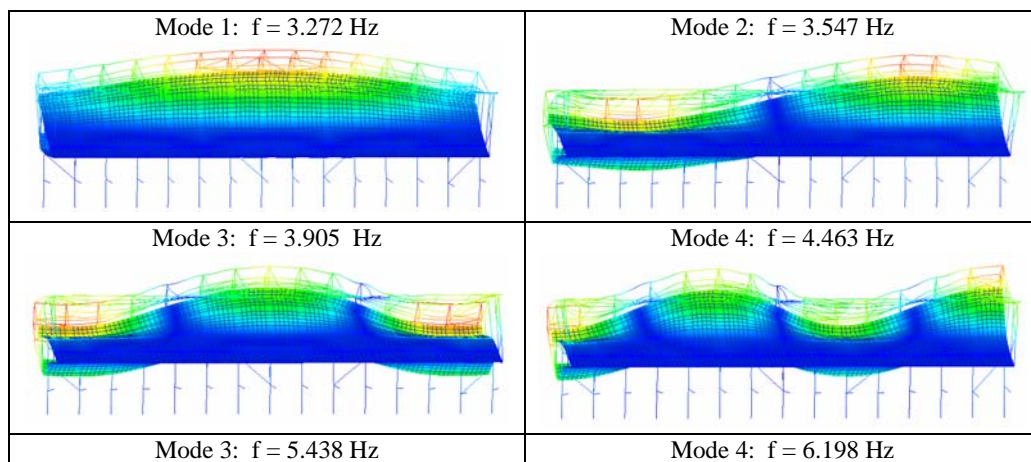 Mode 1: f = 3.272 Hz
Mode 2: f = 3.547 Hz
Mode 3: f = 3.905 Hz
Mode 4: f = 4.463 Hz
Mode 3: f = 5.438 Hz
Mode 4: f = 6.198 Hz